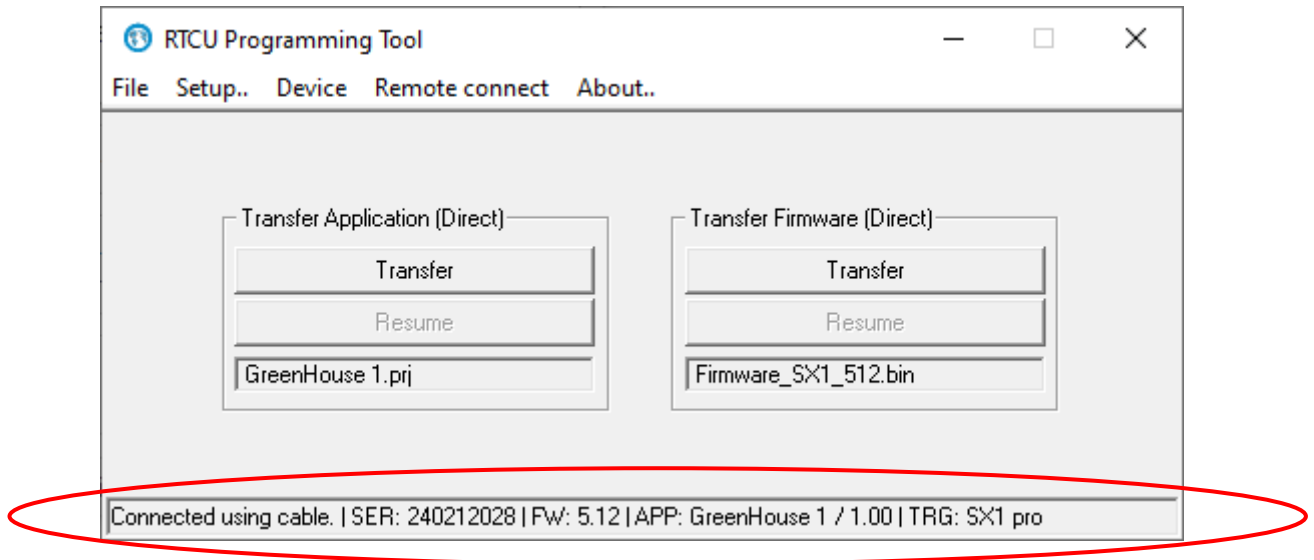 RTCU Programming Tool
File Setup.. Device Remote connect About..
Transfer Application (Direct)
Transfer
Resume
GreenHouse 1.prj
Transfer Firmware (Direct)
Transfer
Resume
Firmware_SX1_512.bin
Connected using cable. | SER: 240212028 | FW: 5.12 | APP: GreenHouse 1 / 1.00 | TRG: SX1 pro